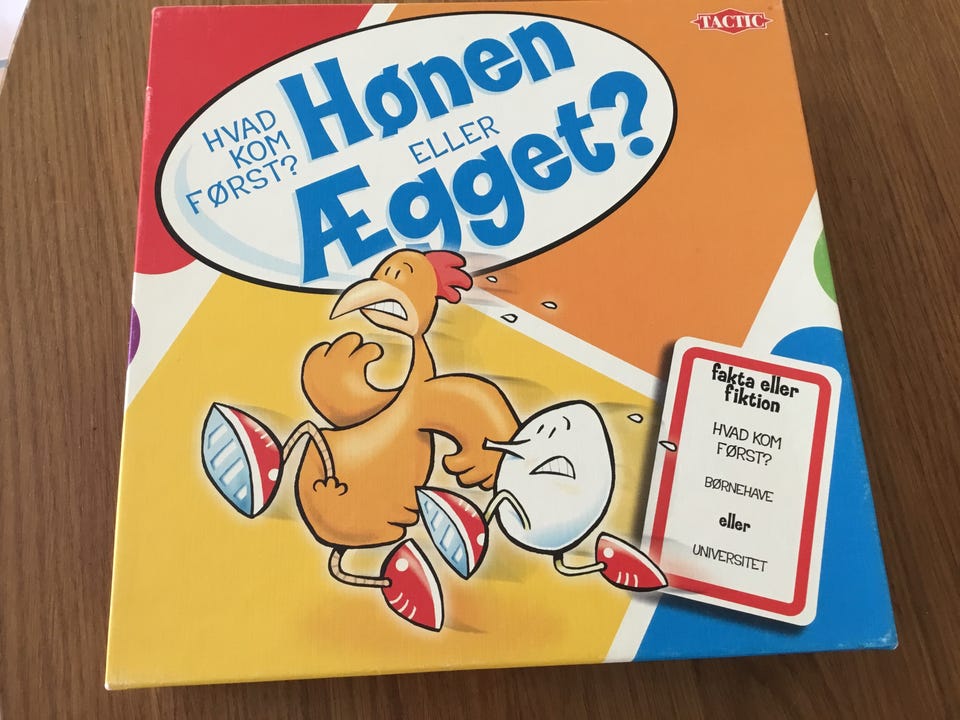 TACTIC
HVAD
KOM
FØRST?
Hønen
ELLER
Ægget?
fakta eller
fiktion
HVAD KOM
FØRST?
BØRNEHAVE
eller
UNIVERSITET